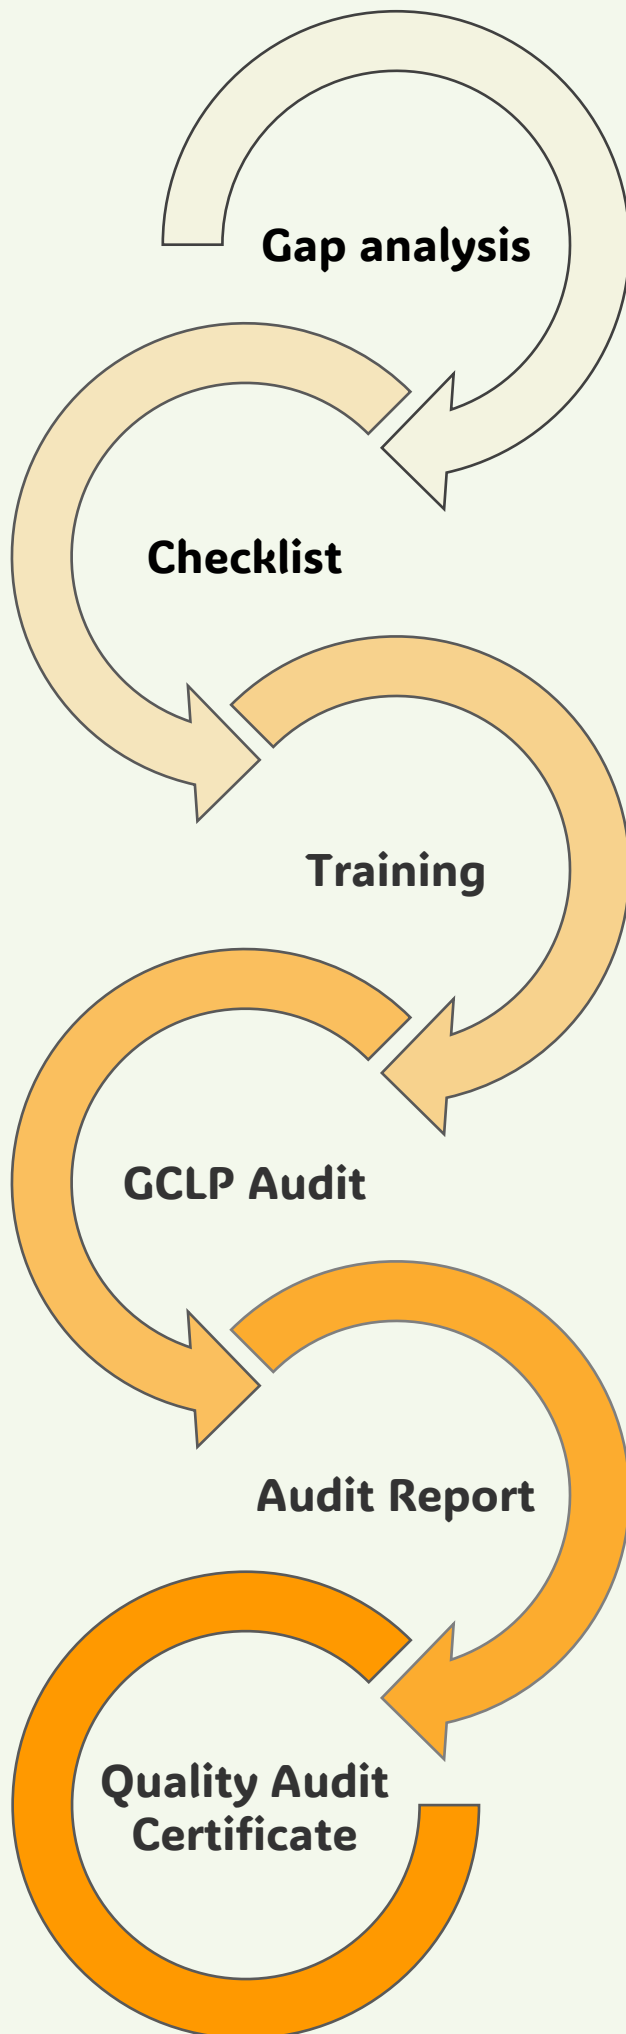 Gap analysis
Checklist
Training
GCLP Audit
Audit Report
Quality Audit
Certificate